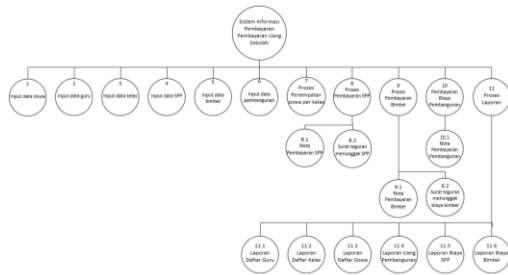 Sistem Informasi
Pembayaran
Pembayaran Uang
Sekolah
1
Input data siswa
2
Input data guru
3
Input data kelas
4
Input data SPP
5
Input data
bimbel
6
Input data
pembangunan
7
Proses
Penempatan
siswa per kelas
8
Proses
Pembayaran SPP
9
Proses
Pembayaran
Bimbel
10
Pembayaran
Biaya
Pembangunan
11
Proses
Laporan
8.1
Nota
Pembayaran SPP
8.2
Surat teguran
menunggak SPP
10.1
Nota
Pembayaran
Pembangunan
9.1
Nota
Pembayaran
Bimbel
8.2
Surat teguran
menunggak
biaya bimbel
11.1
Laporan
Daftar Guru
11.2
Laporan
Daftar Kelas
11.3
Laporan
Daftar Siswa
11.4
Laporan Uang
Pembangunan
11.5
Laporan Biaya
SPP
11.6
Laporan Biaya
Bimbel